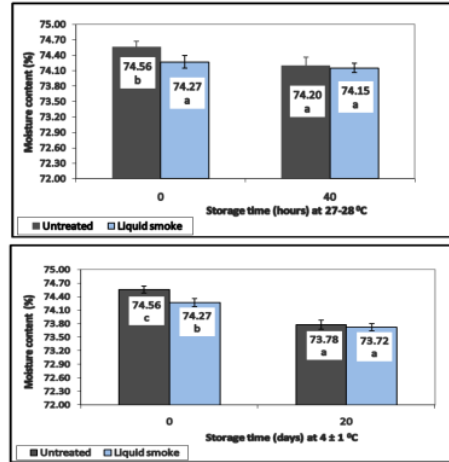 75.00
74.70
74.40
74.10
73.80
73.50
73.20
72.90
72.60
72.30
72.00
Moisture content (%)
74.56
b
74.27
a
74.20
a
74.15
a
0
40
Storage time (hours) at 27-28 ⁰C
Untreated
Liquid smoke
75.00
74.70
74.40
74.10
73.80
73.50
73.20
72.90
72.60
72.30
72.00
Moisture content (%)
74.56
c
74.27
b
73.78
a
73.72
a
0
20
Storage time (days) at 4 ± 1 ⁰C
Untreated
Liquid smoke